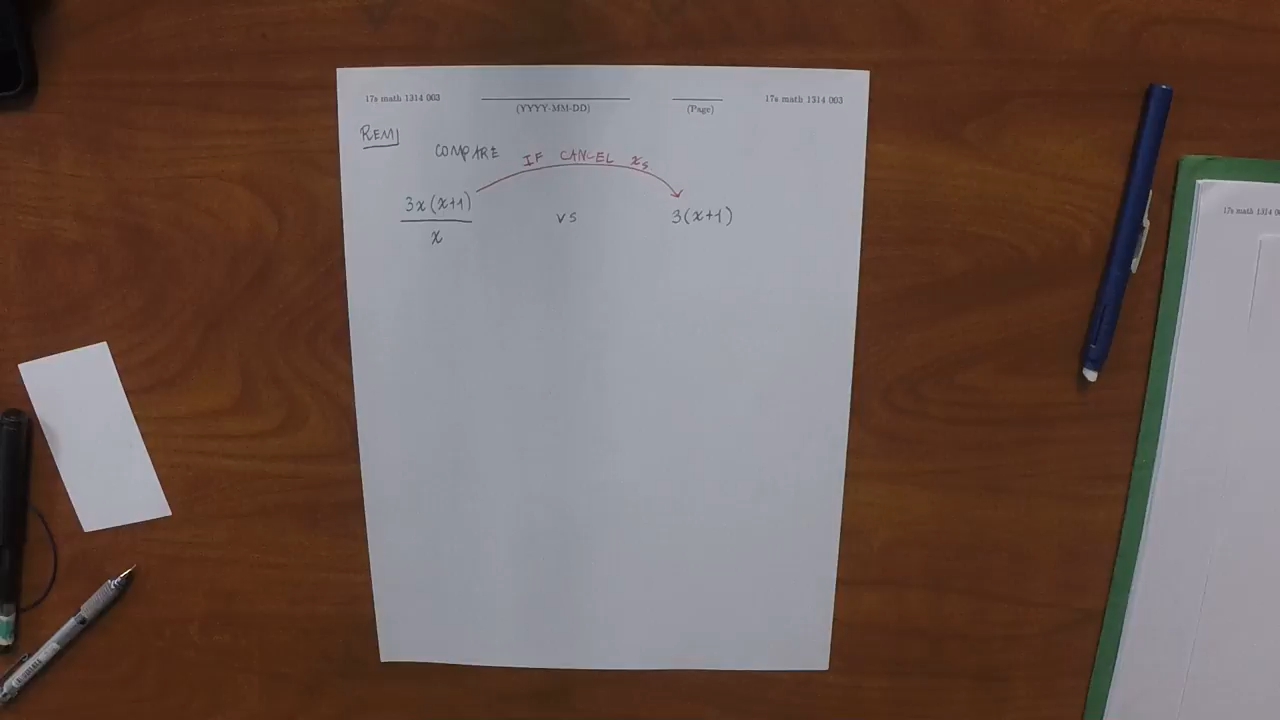 17s math 1314 003 (YYYY-MM-DD) (Page) 17s math 1314 003
REM
COMPARE IF CANCEL xs
3x(x+1)
x
vs
3(x+1)
17s math 1314